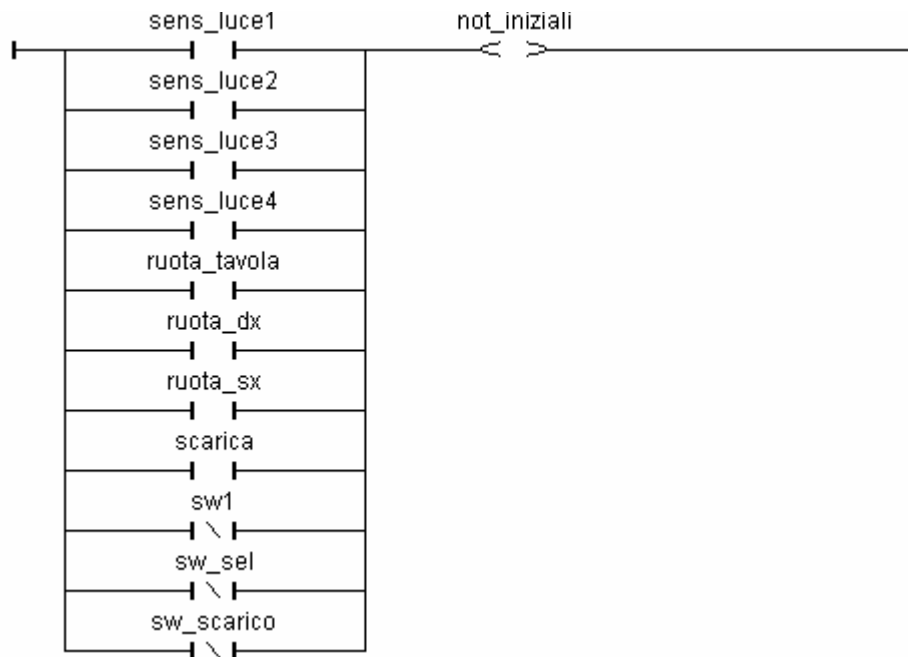 sens_luce1
not_iniziali
sens_luce2
sens_luce3
sens_luce4
ruota_tavola
ruota_dx
ruota_sx
scarica
sw1
sw_sel
sw_scarico